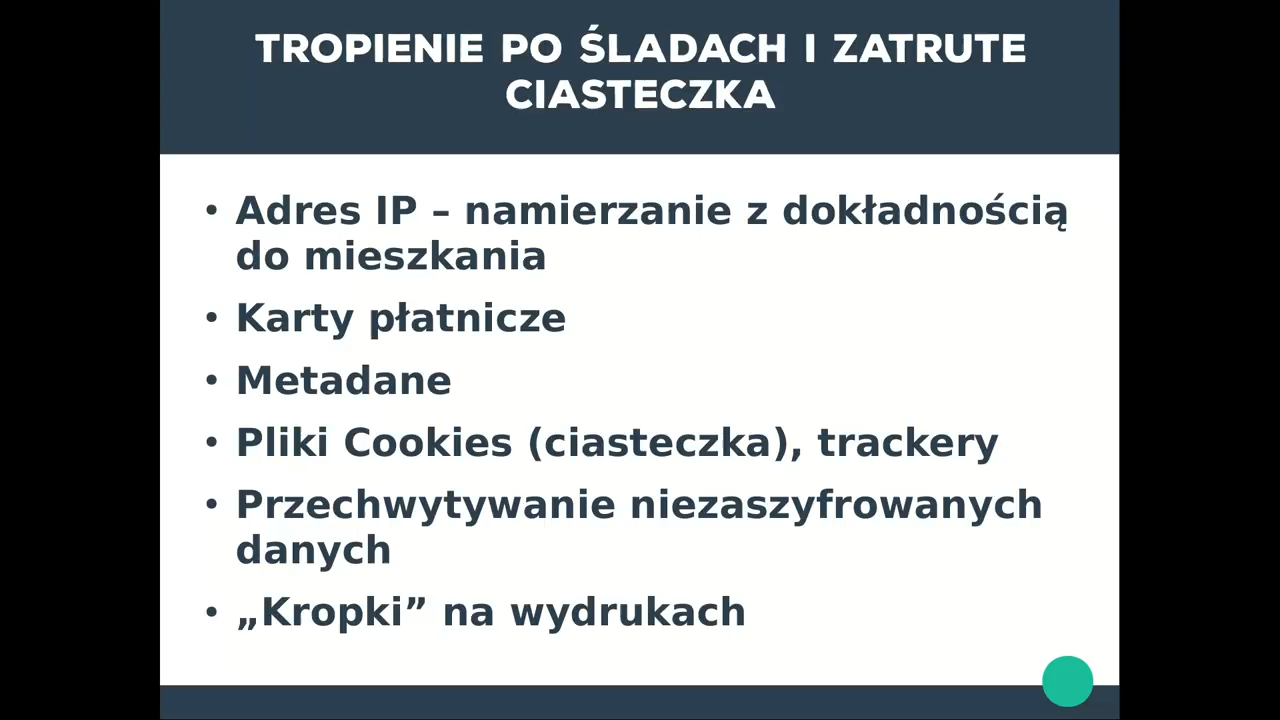 TROPIENIE PO ŚLADACH I ZATRUTE
CIASTECZKA
• Adres IP – namierzanie z dokładnością
do mieszkania
• Karty płatnicze
• Metadane
• Pliki Cookies (ciasteczka), trackery
• Przechwytywanie niezaszyfrowanych
danych
• „Kropki” na wydrukach